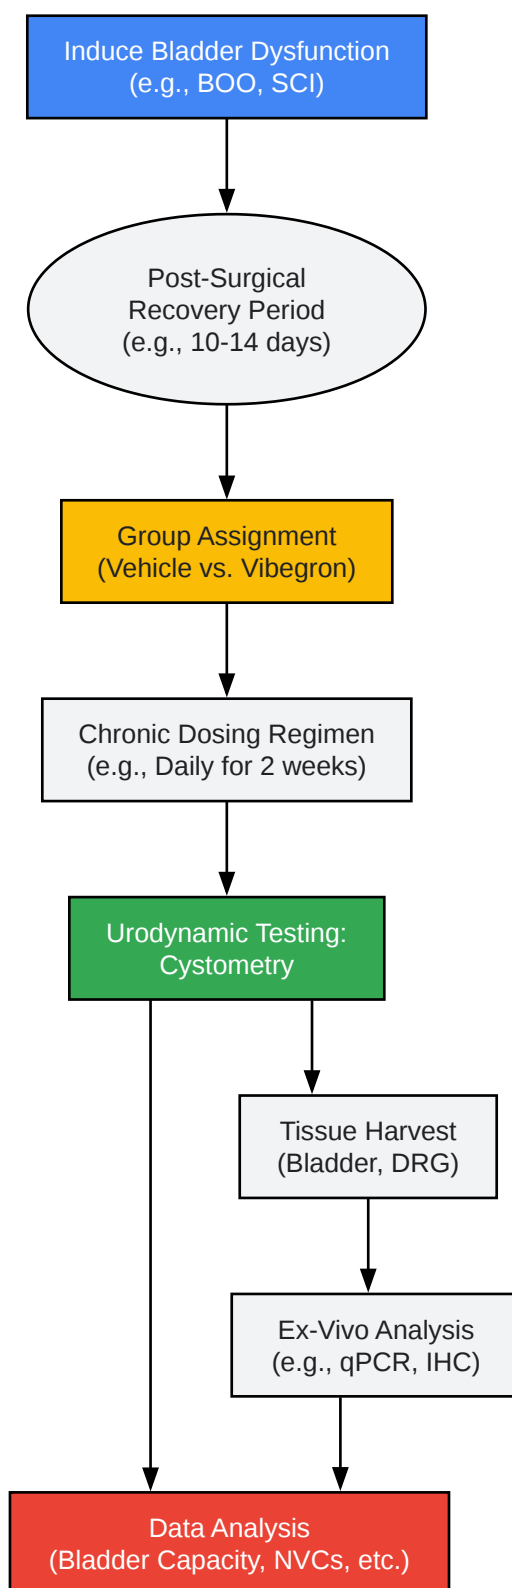 Induce Bladder Dysfunction
(e.g., BOO, SCI)
Post-Surgical
Recovery Period
(e.g., 10-14 days)
Group Assignment
(Vehicle vs. Vibegron)
Chronic Dosing Regimen
(e.g., Daily for 2 weeks)
Urodynamic Testing:
Cystometry
Tissue Harvest
(Bladder, DRG)
Ex-Vivo Analysis
(e.g., qPCR, IHC)
Data Analysis
(Bladder Capacity, NVCs, etc.)